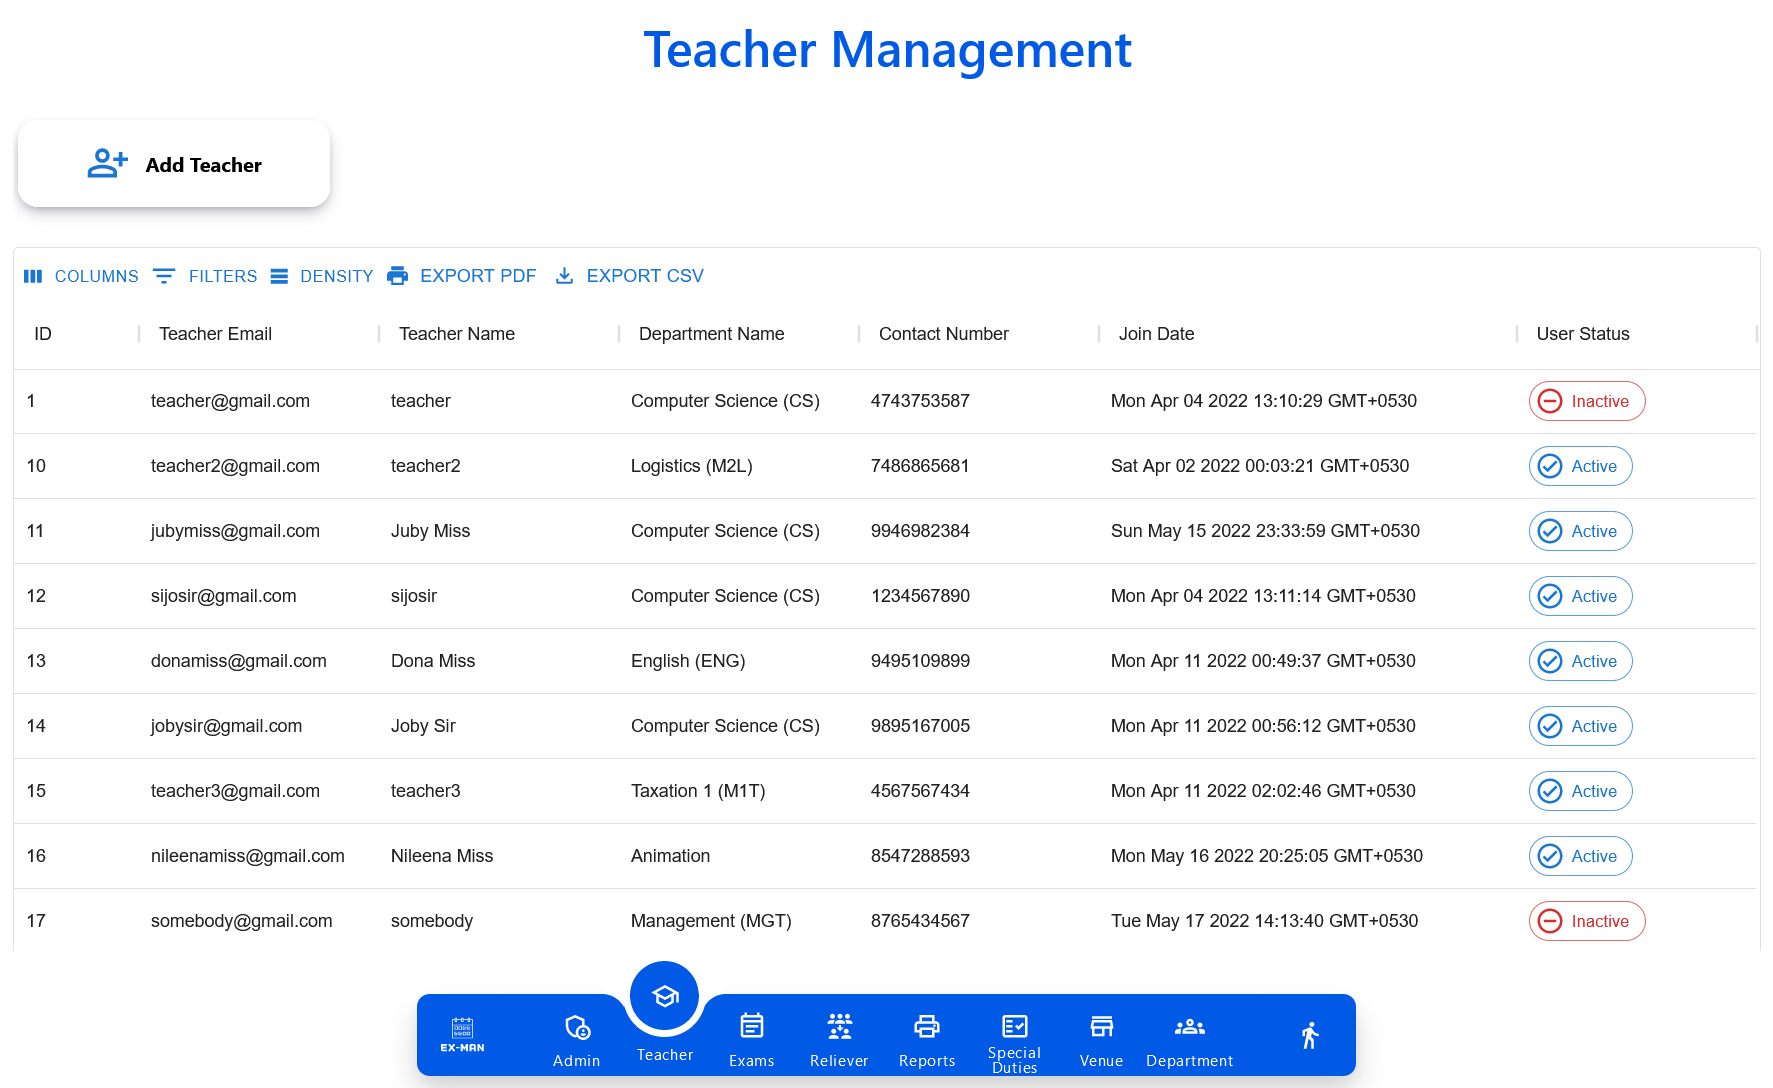 Teacher Management
Add Teacher
COLUMNS FILTERS DENSITY EXPORT PDF EXPORT CSV
ID Teacher Email Teacher Name Department Name Contact Number Join Date User Status
1 teacher@gmail.com teacher Computer Science (CS) 4743753587 Mon Apr 04 2022 13:10:29 GMT+0530 Inactive
10 teacher2@gmail.com teacher2 Logistics (M2L) 7486865681 Sat Apr 02 2022 00:03:21 GMT+0530 Active
11 jubymiss@gmail.com Juby Miss Computer Science (CS) 9946982384 Sun May 15 2022 23:33:59 GMT+0530 Active
12 sijosir@gmail.com sijosir Computer Science (CS) 1234567890 Mon Apr 04 2022 13:11:14 GMT+0530 Active
13 donamiss@gmail.com Dona Miss English (ENG) 9495109899 Mon Apr 11 2022 00:49:37 GMT+0530 Active
14 jobysir@gmail.com Joby Sir Computer Science (CS) 9895167005 Mon Apr 11 2022 00:56:12 GMT+0530 Active
15 teacher3@gmail.com teacher3 Taxation 1 (M1T) 4567567434 Mon Apr 11 2022 02:02:46 GMT+0530 Active
16 nileenamiss@gmail.com Nileena Miss Animation 8547288593 Mon May 16 2022 20:25:05 GMT+0530 Active
17 somebody@gmail.com somebody Management (MGT) 8765434567 Tue May 17 2022 14:13:40 GMT+0530 Inactive
EX-MAN Admin Teacher Exams Reliever Reports Special Duties Venue Department